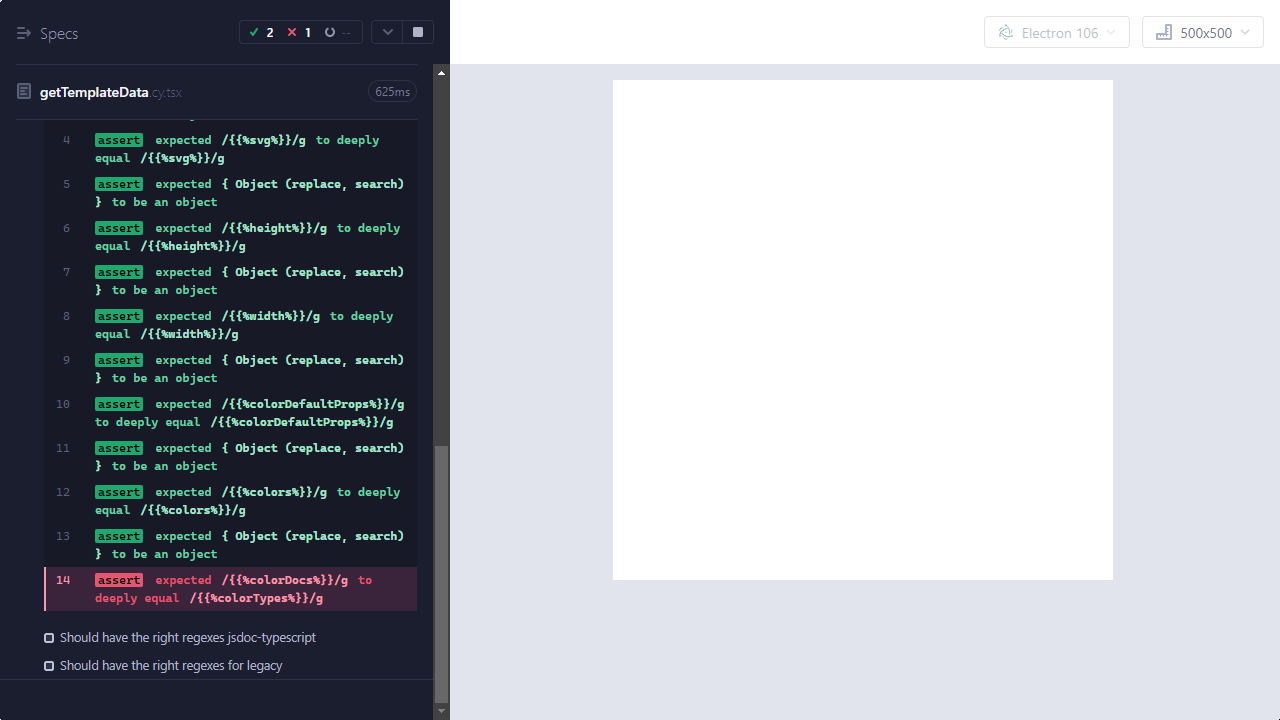 Specs
2
1
--
Electron 106
500x500
getTemplateData.cy.tsx
625ms
4 assert expected /{{%svg%}}/g to deeply
equal /{{%svg%}}/g
5 assert expected { Object (replace, search)
} to be an object
6 assert expected /{{%height%}}/g to deeply
equal /{{%height%}}/g
7 assert expected { Object (replace, search)
} to be an object
8 assert expected /{{%width%}}/g to deeply
equal /{{%width%}}/g
9 assert expected { Object (replace, search)
} to be an object
10 assert expected /{{%colorDefaultProps%}}/g
to deeply equal /{{%colorDefaultProps%}}/g
11 assert expected { Object (replace, search)
} to be an object
12 assert expected /{{%colors%}}/g to deeply
equal /{{%colors%}}/g
13 assert expected { Object (replace, search)
} to be an object
14 assert expected /{{%colorDocs%}}/g to
deeply equal /{{%colorTypes%}}/g
Should have the right regexes jsdoc-typescript
Should have the right regexes for legacy